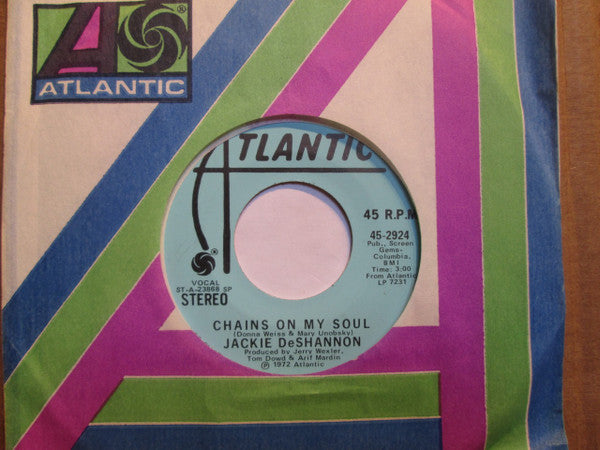 ATLANTIC
ATLANTIC
45 R.P.M
45-2924
Pub., Screen
Gems-
Columbia,
BMI
Time: 3:00
From Atlantic
LP 7231
VOCAL
ST-A-23868 SP
STEREO
CHAINS ON MY SOUL
(Donna Weiss & Mary Unobsky)
JACKIE DeSHANNON
Produced by Jerry Wexler,
Tom Dowd & Arif Mardin
℗ 1972 Atlantic